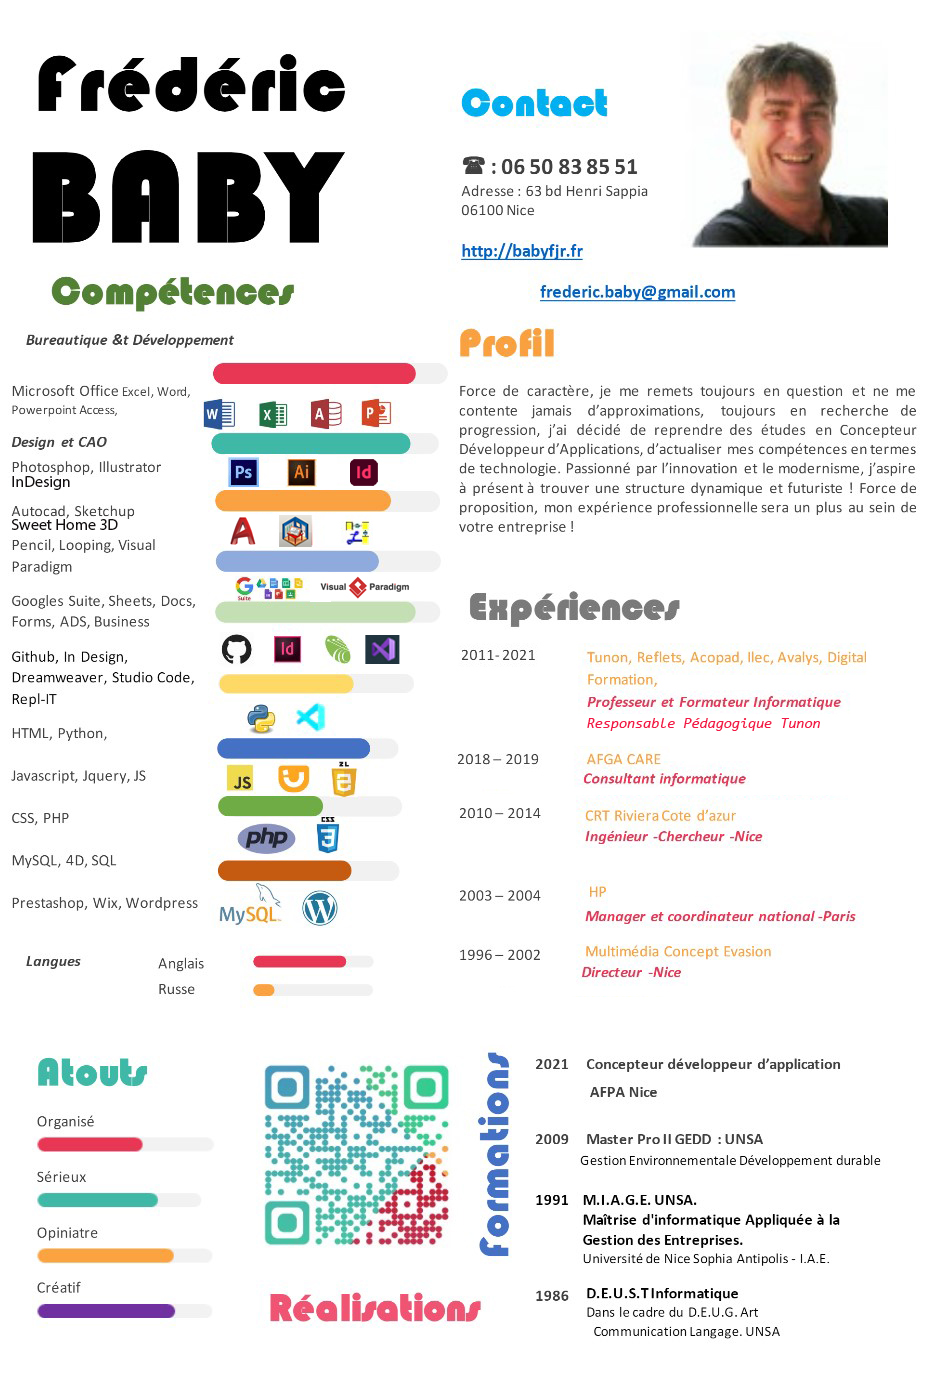 Frédéric
BABY
Contact
☎ : 06 50 83 85 51
Adresse : 63 bd Henri Sappia
06100 Nice
http://babyfjr.fr
frederic.baby@gmail.com
Compétences
Bureautique &t Développement
Microsoft Office Excel, Word,
Powerpoint Access,
W X A P
Design et CAO
Photosphop, Illustrator
InDesign
Ps Ai Id
Autocad, Sketchup
Sweet Home 3D
Pencil, Looping, Visual
Paradigm
G Suite
Visual Paradigm
Googles Suite, Sheets, Docs,
Forms, ADS, Business
Github, In Design,
Dreamweaver, Studio Code,
Repl-IT
Id
HTML, Python,
Javascript, Jquery, JS
JS
CSS, PHP
php
CSS
3
MySQL, 4D, SQL
Prestashop, Wix, Wordpress
MySQL
Langues
Anglais
Russe
Profil
Force de caractère, je me remets toujours en question et ne me
contente jamais d’approximations, toujours en recherche de
progression, j’ai décidé de reprendre des études en Concepteur
Développeur d’Applications, d’actualiser mes compétences en termes
de technologie. Passionné par l’innovation et le modernisme, j’aspire
à présent à trouver une structure dynamique et futuriste ! Force de
proposition, mon expérience professionnelle sera un plus au sein de
votre entreprise !
Expériences
2011- 2021
Tunon, Reflets, Acopad, Ilec, Avalys, Digital
Formation,
Professeur et Formateur Informatique
Responsable Pédagogique Tunon
2018 – 2019
AFGA CARE
Consultant informatique
2010 – 2014
CRT Riviera Cote d’azur
Ingénieur -Chercheur -Nice
2003 – 2004
HP
Manager et coordinateur national -Paris
1996 – 2002
Multimédia Concept Evasion
Directeur -Nice
Atouts
Organisé
Sérieux
Opiniatre
Créatif
Réalisations
Formations
2021 Concepteur développeur d’application
AFPA Nice
2009 Master Pro II GEDD : UNSA
Gestion Environnementale Développement durable
1991 M.I.A.G.E. UNSA.
Maîtrise d'informatique Appliquée à la
Gestion des Entreprises.
Université de Nice Sophia Antipolis - I.A.E.
1986 D.E.U.S.T Informatique
Dans le cadre du D.E.U.G. Art
Communication Langage. UNSA